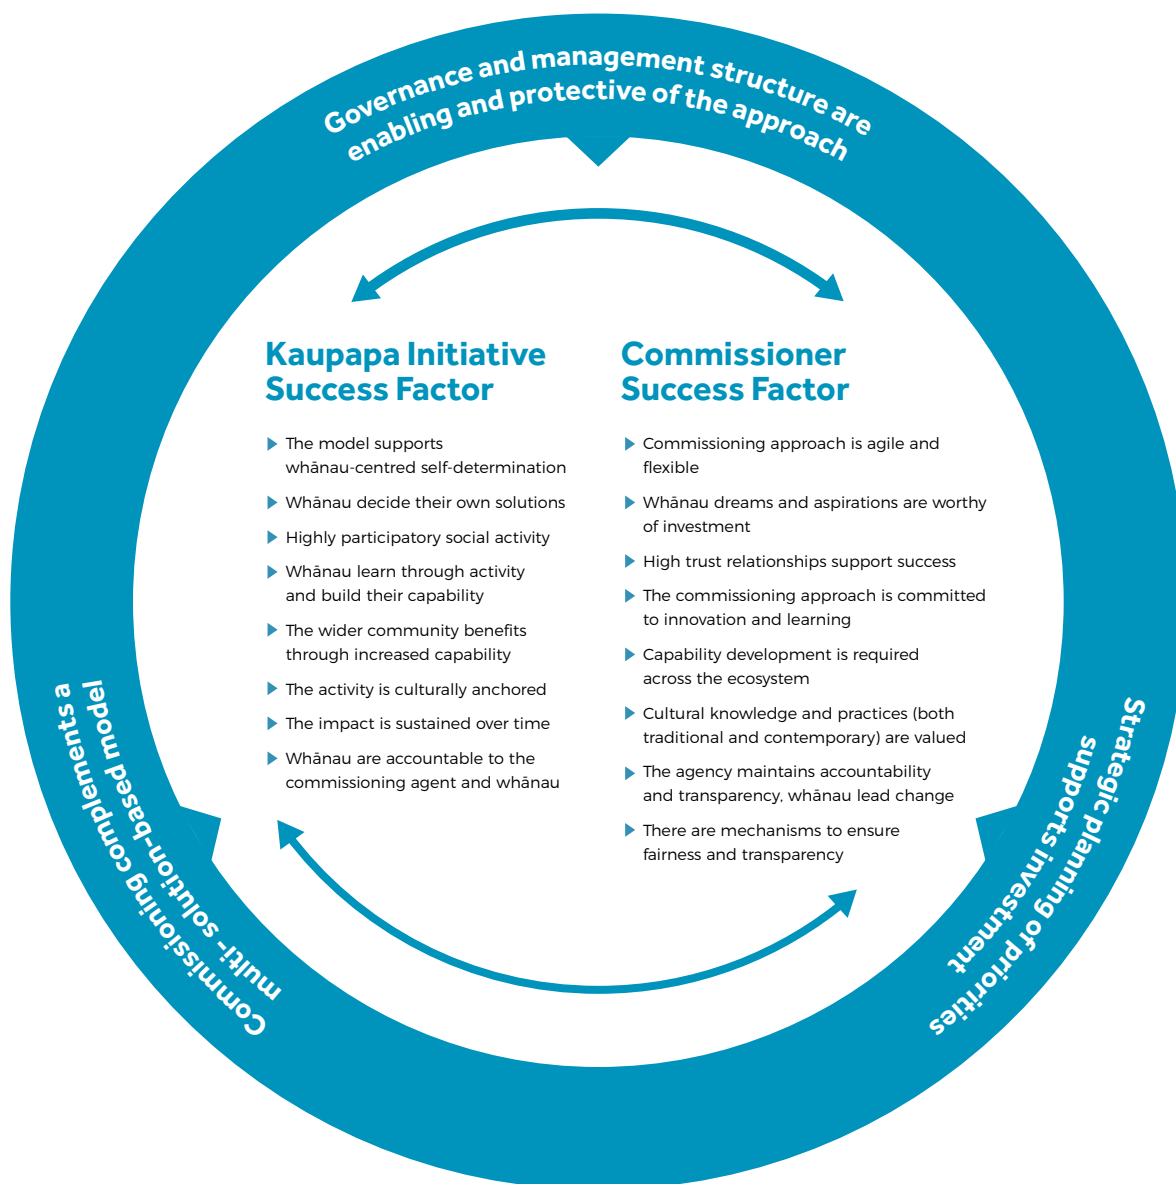 Governance and management structure are
enabling and protective of the approach
Kaupapa Initiative
Success Factor
The model supports
whānau-centred self-determination
Whānau decide their own solutions
Highly participatory social activity
Whānau learn through activity
and build their capability
The wider community benefits
through increased capability
The activity is culturally anchored
The impact is sustained over time
Whānau are accountable to the
commissioning agent and whānau
Commissioner
Success Factor
Commissioning approach is agile and
flexible
Whānau dreams and aspirations are worthy
of investment
High trust relationships support success
The commissioning approach is committed
to innovation and learning
Capability development is required
across the ecosystem
Cultural knowledge and practices (both
traditional and contemporary) are valued
The agency maintains accountability
and transparency, whānau lead change
There are mechanisms to ensure
fairness and transparency
Strategic planning of priorities
supports investment
Commissioning complements a
multi- solution-based model